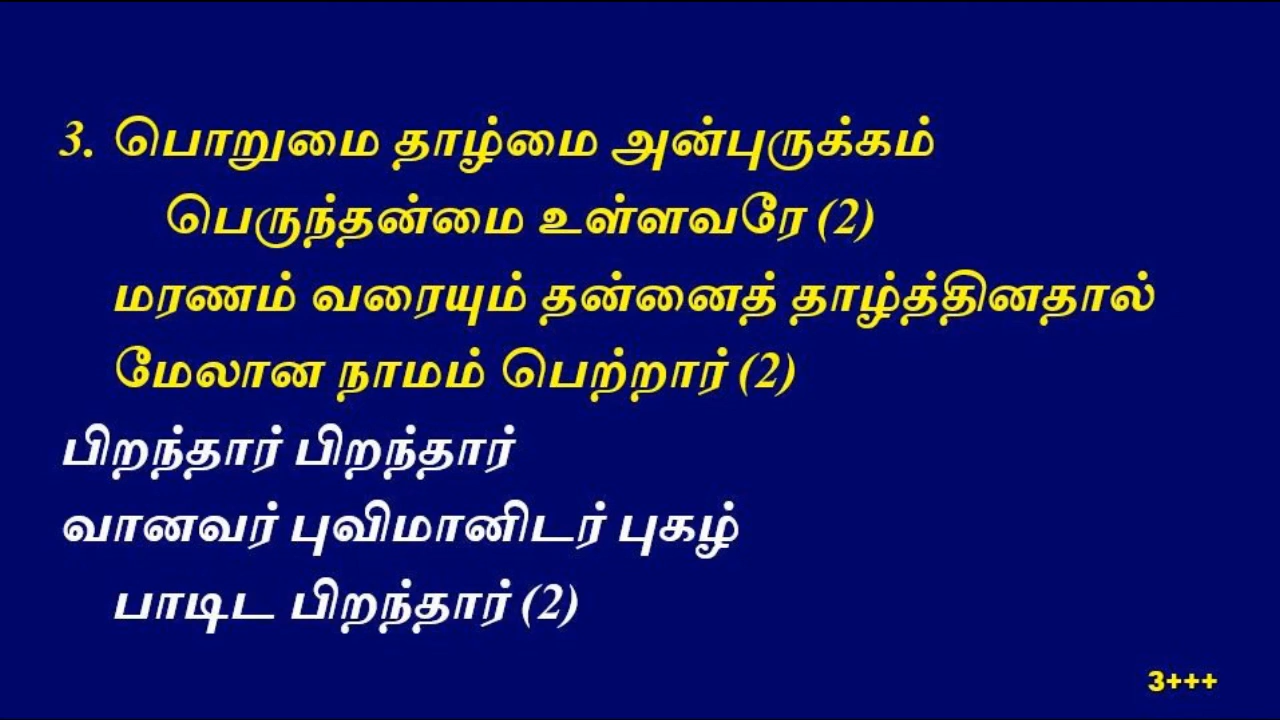 3. பொறுமை தாழ்மை அன்புருக்கம்
பெருந்தன்மை உள்ளவரே (2)
மரணம் வரையும் தன்னைத் தாழ்த்தினதால்
மேலான நாமம் பெற்றார் (2)
பிறந்தார் பிறந்தார்
வானவர் புவிமானிடர் புகழ்
பாடிட பிறந்தார் (2)
3+++